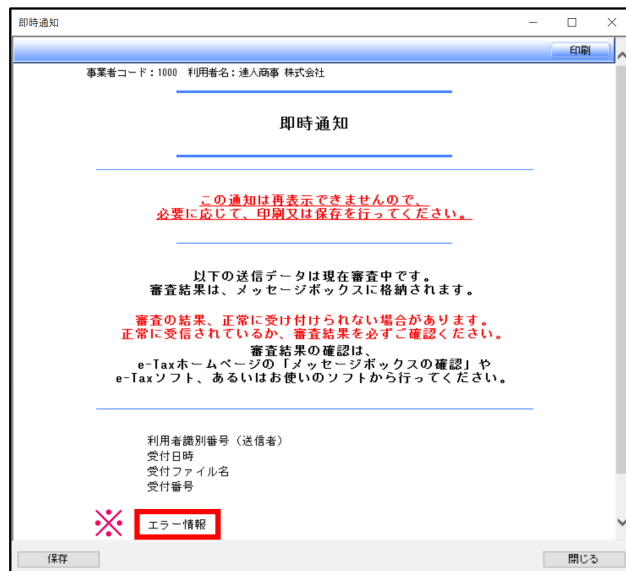 即時通知
印刷
事業者コード：1000 利用者名：達人商事 株式会社
即時通知
この通知は再表示できませんので、
必要に応じて、印刷又は保存を行ってください。
以下の送信データは現在審査中です。
審査結果は、メッセージボックスに格納されます。
審査の結果、正常に受け付けられない場合があります。
正常に受信されているか、審査結果を必ずご確認ください。
審査結果の確認は、
e-Taxホームページの「メッセージボックスの確認」や
e-Taxソフト、あるいはお使いのソフトから行ってください。
利用者識別番号（送信者）
受付日時
受付ファイル名
受付番号
※ エラー情報
保存 閉じる